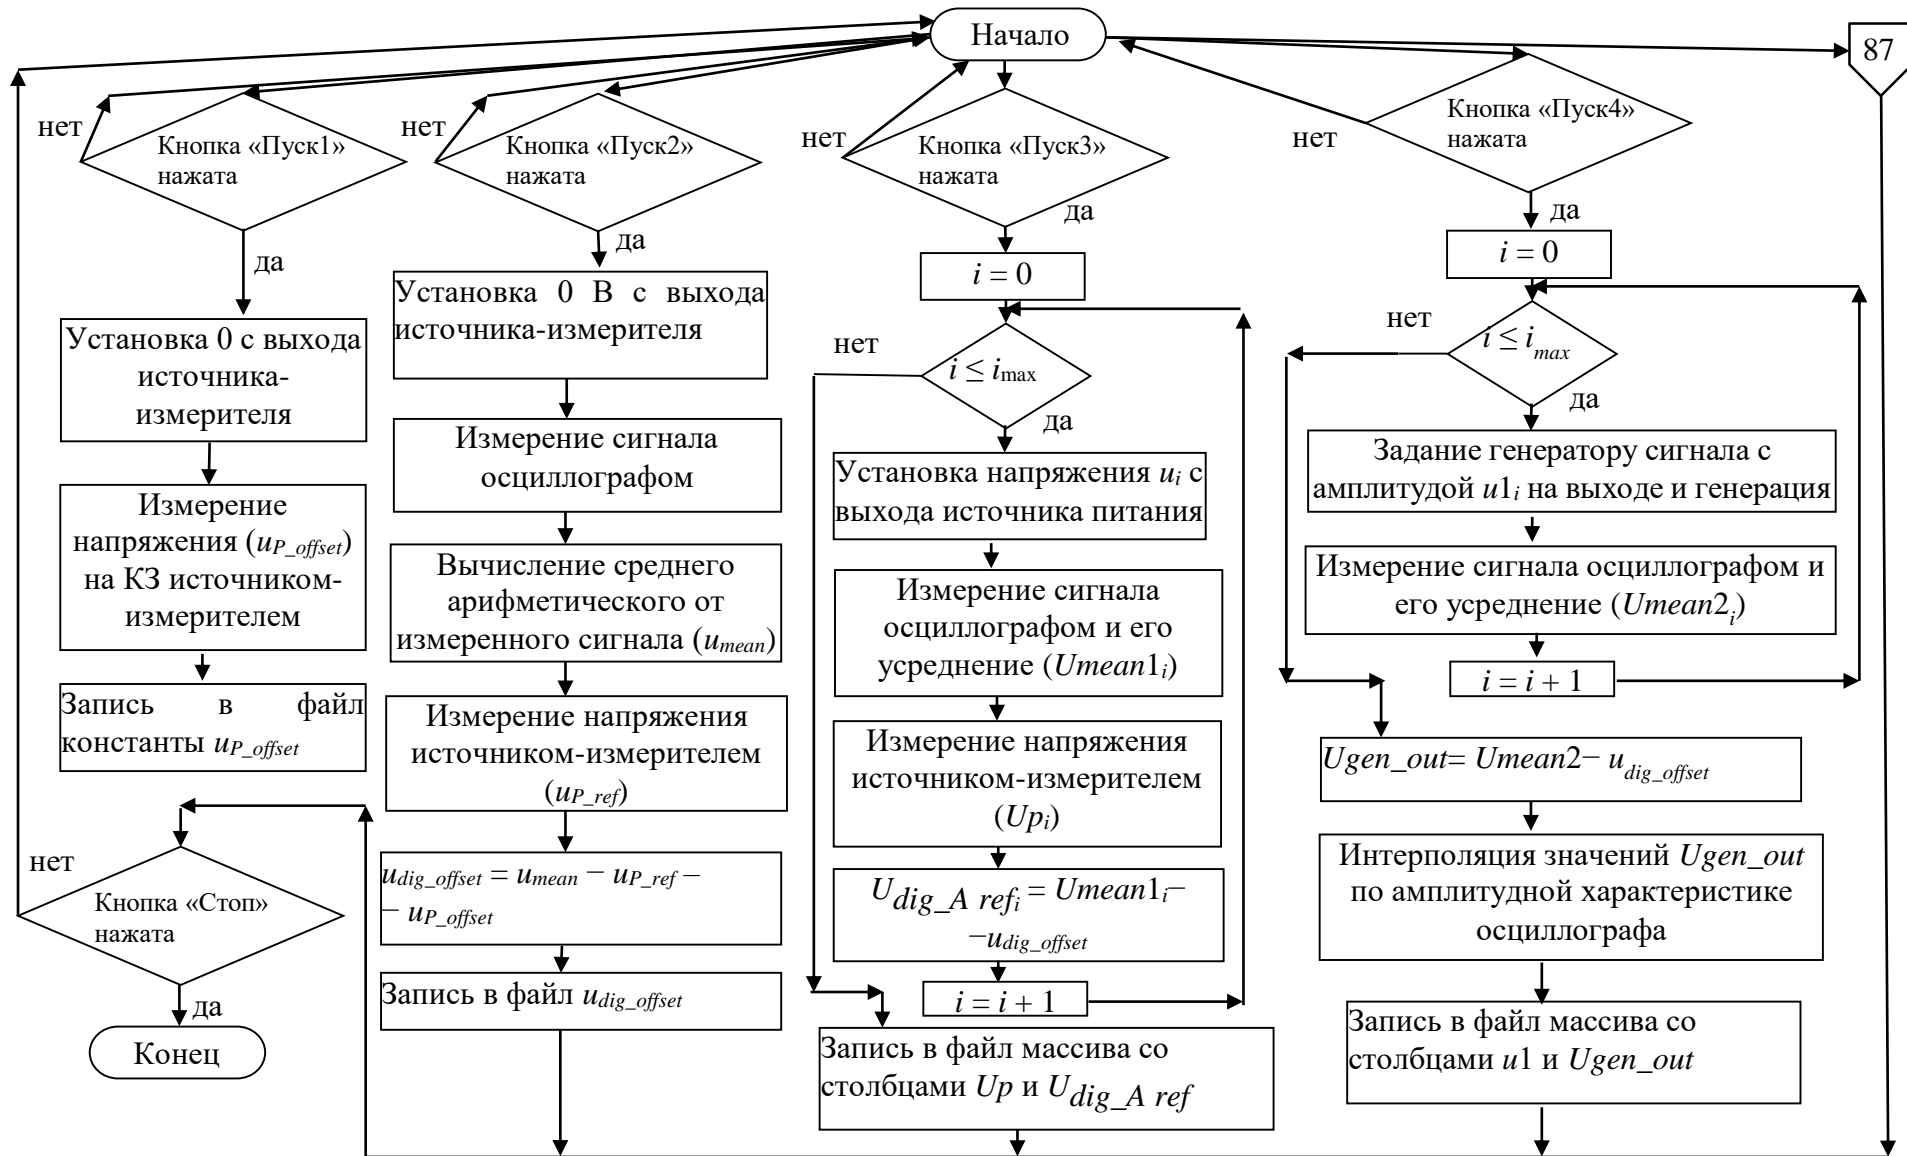 Начало
87
нет
Кнопка «Пуск1»
нажата
да
Установка 0 с выхода
источника-
измерителя
Измерение
напряжения (uP_offset)
на КЗ источником-
измерителем
Запись в файл
константы uP_offset
нет
Кнопка «Стоп»
нажата
да
Конец
нет
Кнопка «Пуск2»
нажата
да
Установка 0 В с выхода
источника-измерителя
Измерение сигнала
осциллографом
Вычисление среднего
арифметического от
измеренного сигнала (umean)
Измерение напряжения
источником-измерителем
(uP_ref)
udig_offset = umean − uP_ref −
− uP_offset
Запись в файл udig_offset
нет
Кнопка «Пуск3»
нажата
да
i = 0
нет
i ≤ imax
да
Установка напряжения ui с
выхода источника питания
Измерение сигнала
осциллографом и его
усреднение (Umean1i)
Измерение напряжения
источником-измерителем
(Upi)
Udig_A refi = Umean1i−
−udig_offset
i = i + 1
Запись в файл массива со
столбцами Up и Udig_A ref
Кнопка «Пуск4»
нажата
нет
да
i = 0
нет
i ≤ imax
да
Задание генератору сигнала с
амплитудой u1i на выходе и генерация
Измерение сигнала осциллографом и
его усреднение (Umean2i)
i = i + 1
Ugen_out= Umean2− udig_offset
Интерполяция значений Ugen_out
по амплитудной характеристике
осциллографа
Запись в файл массива со
столбцами u1 и Ugen_out